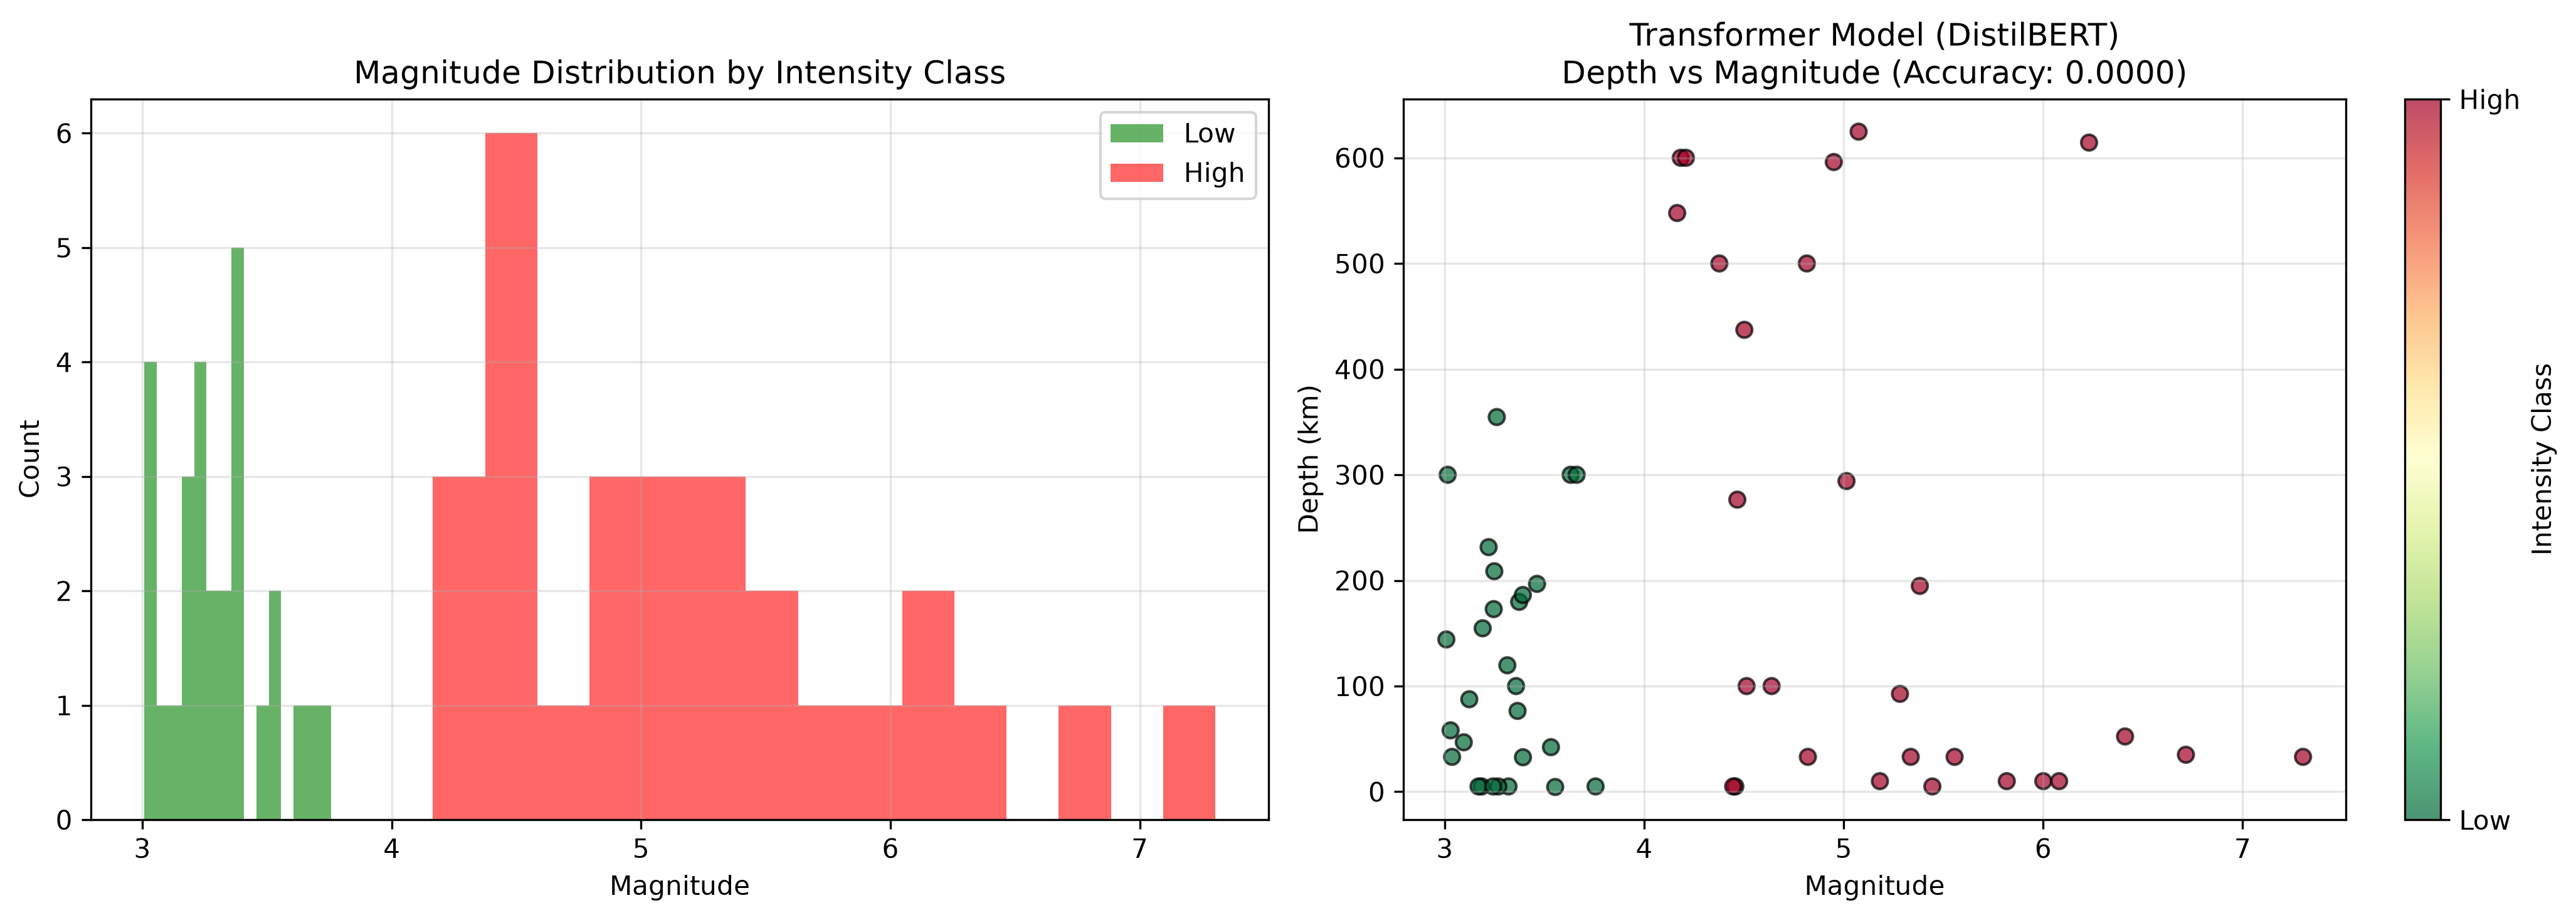 Magnitude Distribution by Intensity Class
Count
6
5
4
3
2
1
0
3 4 5 6 7
Magnitude
Low
High
Transformer Model (DistilBERT)
Depth vs Magnitude (Accuracy: 0.0000)
Depth (km)
600
500
400
300
200
100
0
3 4 5 6 7
Magnitude
High
Low
Intensity Class